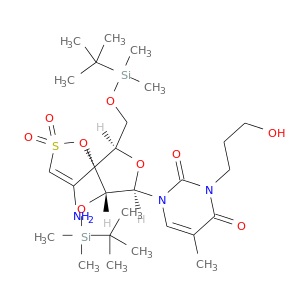 H3C CH3
CH3
H3C Si
CH3
O OH
H
O O
S O O
O N N
O
NH2 H H
Si CH3
H3C CH3
CH3 CH3
CH3